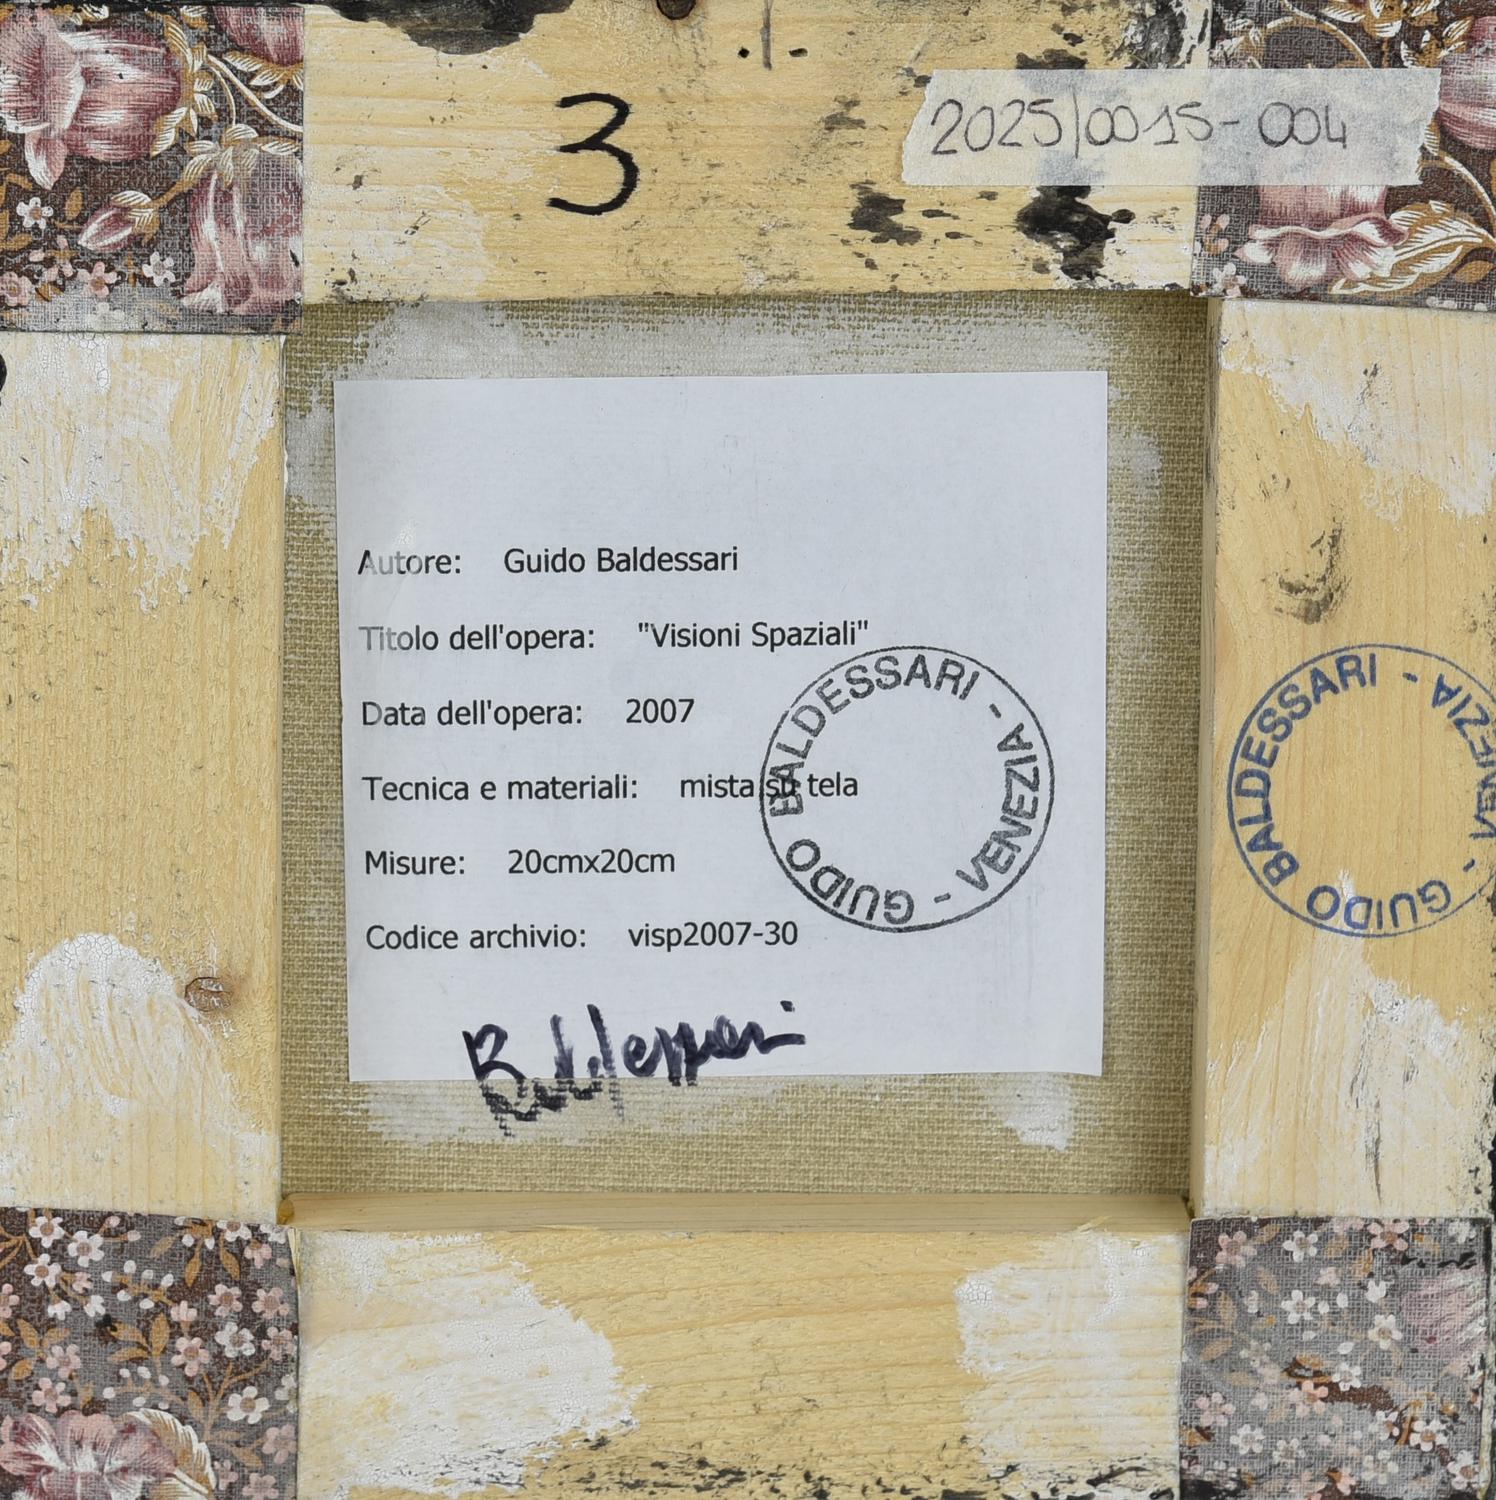 3
2025/0015-004
Autore: Guido Baldessari
Titolo dell'opera: "Visioni Spaziali"
Data dell'opera: 2007
Tecnica e materiali: mista su tela
Misure: 20cmx20cm
Codice archivio: visp2007-30
GUIDO BALDESSARI - VENEZIA -
GUIDO BALDESSARI - VENEZIA -
Baldessari